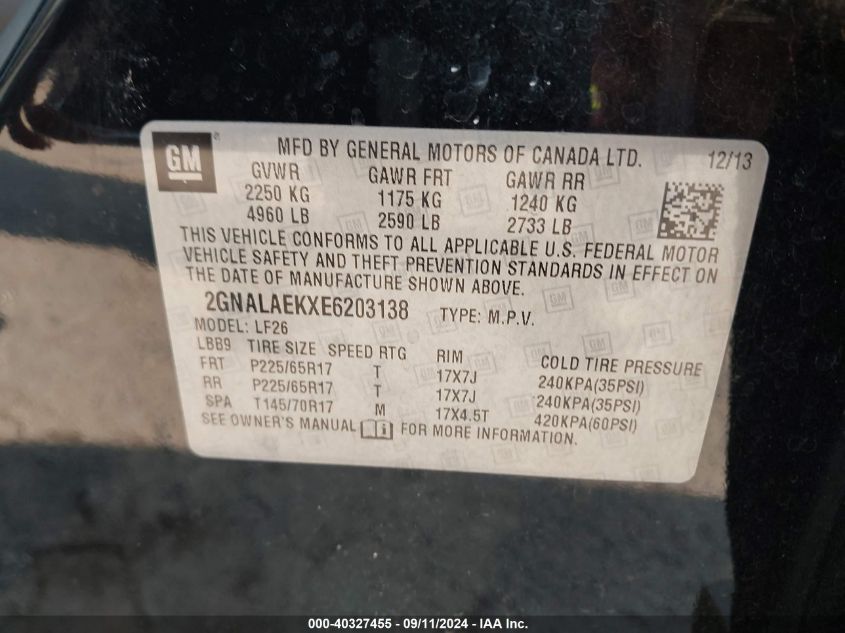 GM
MFD BY GENERAL MOTORS OF CANADA LTD. 12/13
GVWR GAWR FRT GAWR RR
2250 KG 1175 KG 1240 KG
4960 LB 2590 LB 2733 LB
THIS VEHICLE CONFORMS TO ALL APPLICABLE U.S. FEDERAL MOTOR
VEHICLE SAFETY AND THEFT PREVENTION STANDARDS IN EFFECT ON
THE DATE OF MANUFACTURE SHOWN ABOVE.
2GNALAEKXE6203138 TYPE: M.P.V.
MODEL: LF26
LBB9 TIRE SIZE SPEED RTG RIM COLD TIRE PRESSURE
FRT P225/65R17 T 17X7J 240KPA(35PSI)
RR P225/65R17 T 17X7J 240KPA(35PSI)
SPA T145/70R17 M 17X4.5T 420KPA(60PSI)
SEE OWNER'S MANUAL FOR MORE INFORMATION.
000-40327455 - 09/11/2024 - IAA Inc.